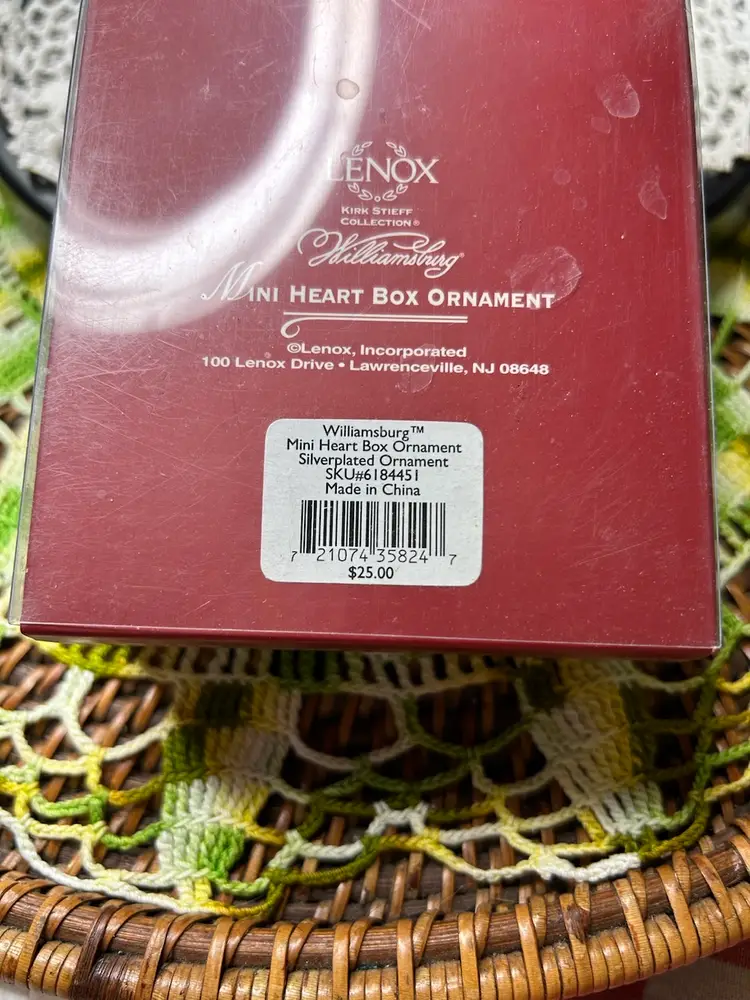 LENOX
KIRK STIEFF
COLLECTION®
Williamsburg®
MINI HEART BOX ORNAMENT
©Lenox, Incorporated
100 Lenox Drive • Lawrenceville, NJ 08648
Williamsburg™
Mini Heart Box Ornament
Silverplated Ornament
SKU#6184451
Made in China
7 21074 35824 7
$25.00